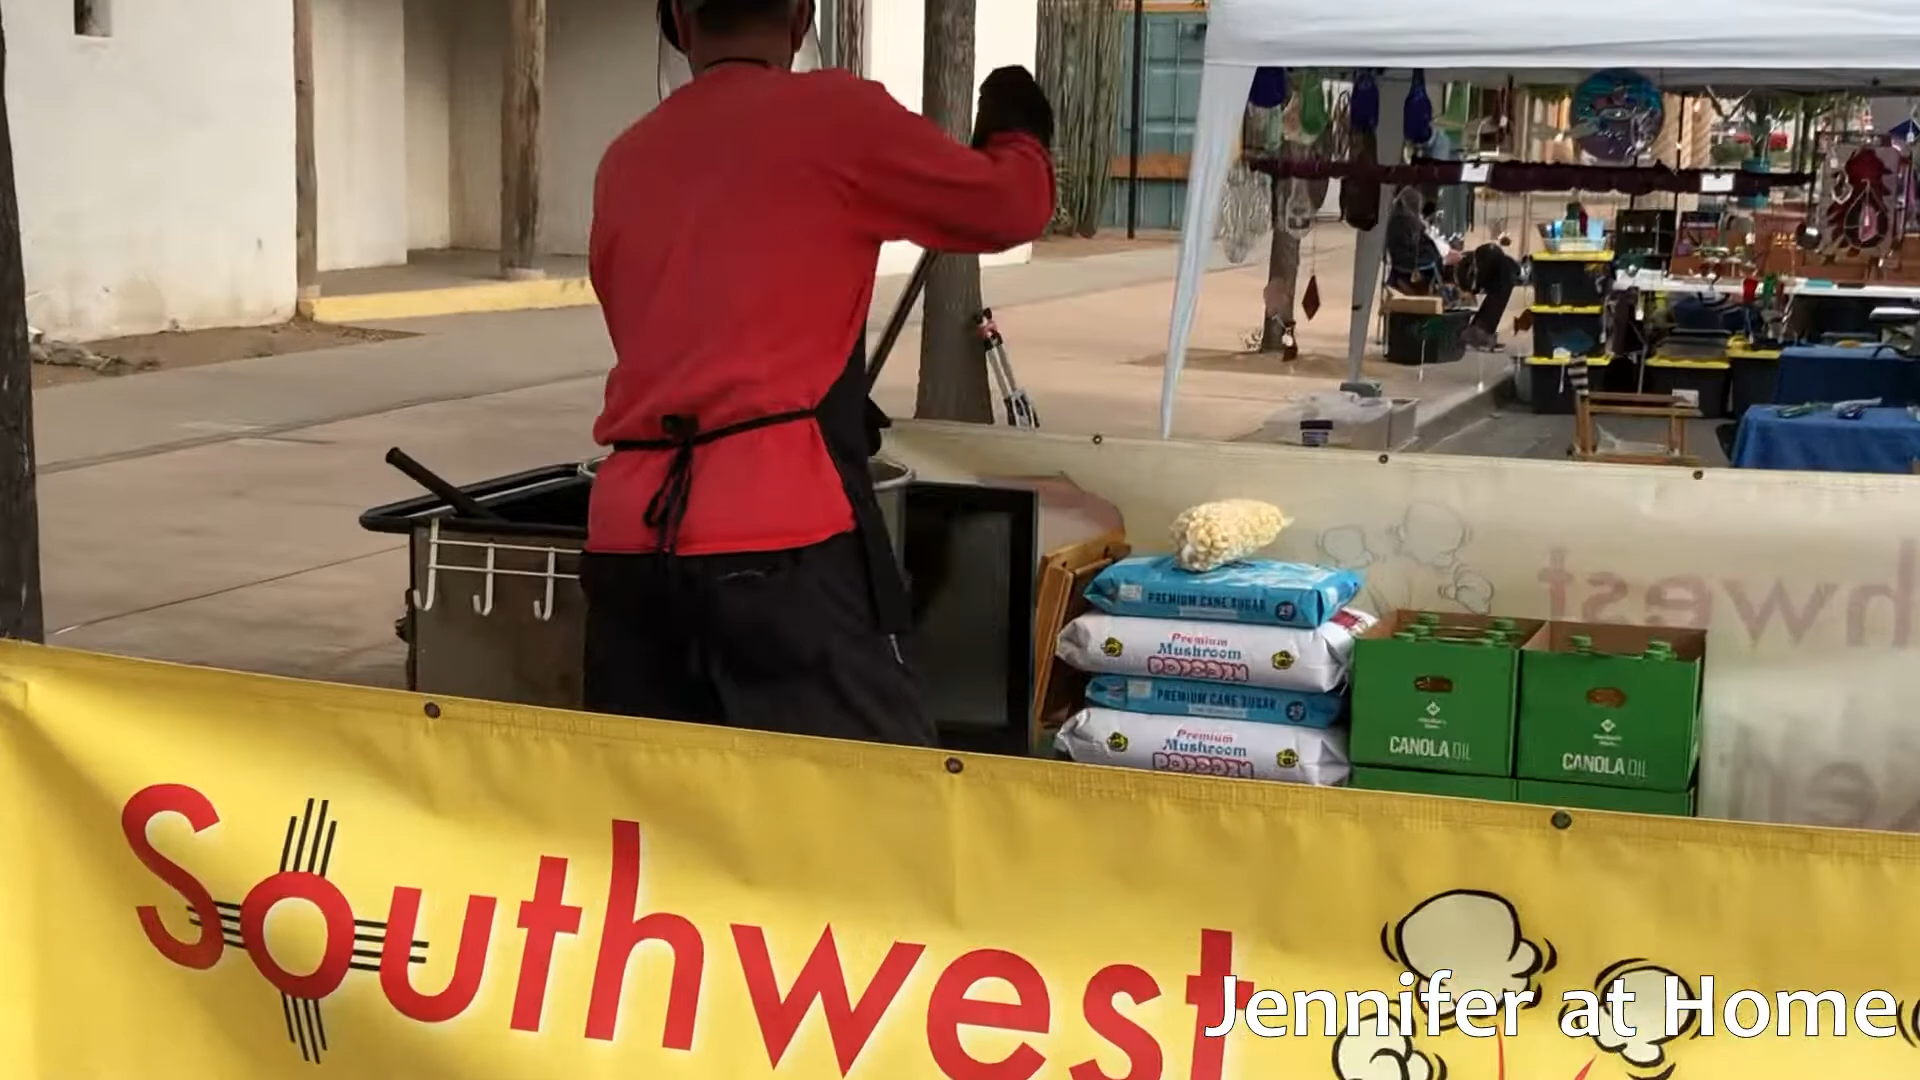 PREMIUM CANE SUGAR
Premium
Mushroom
POPCORN
PREMIUM CANE SUGAR
Premium
Mushroom
POPCORN
CANOLA OIL
CANOLA OIL
Southwest
Southwest
Jennifer at Home